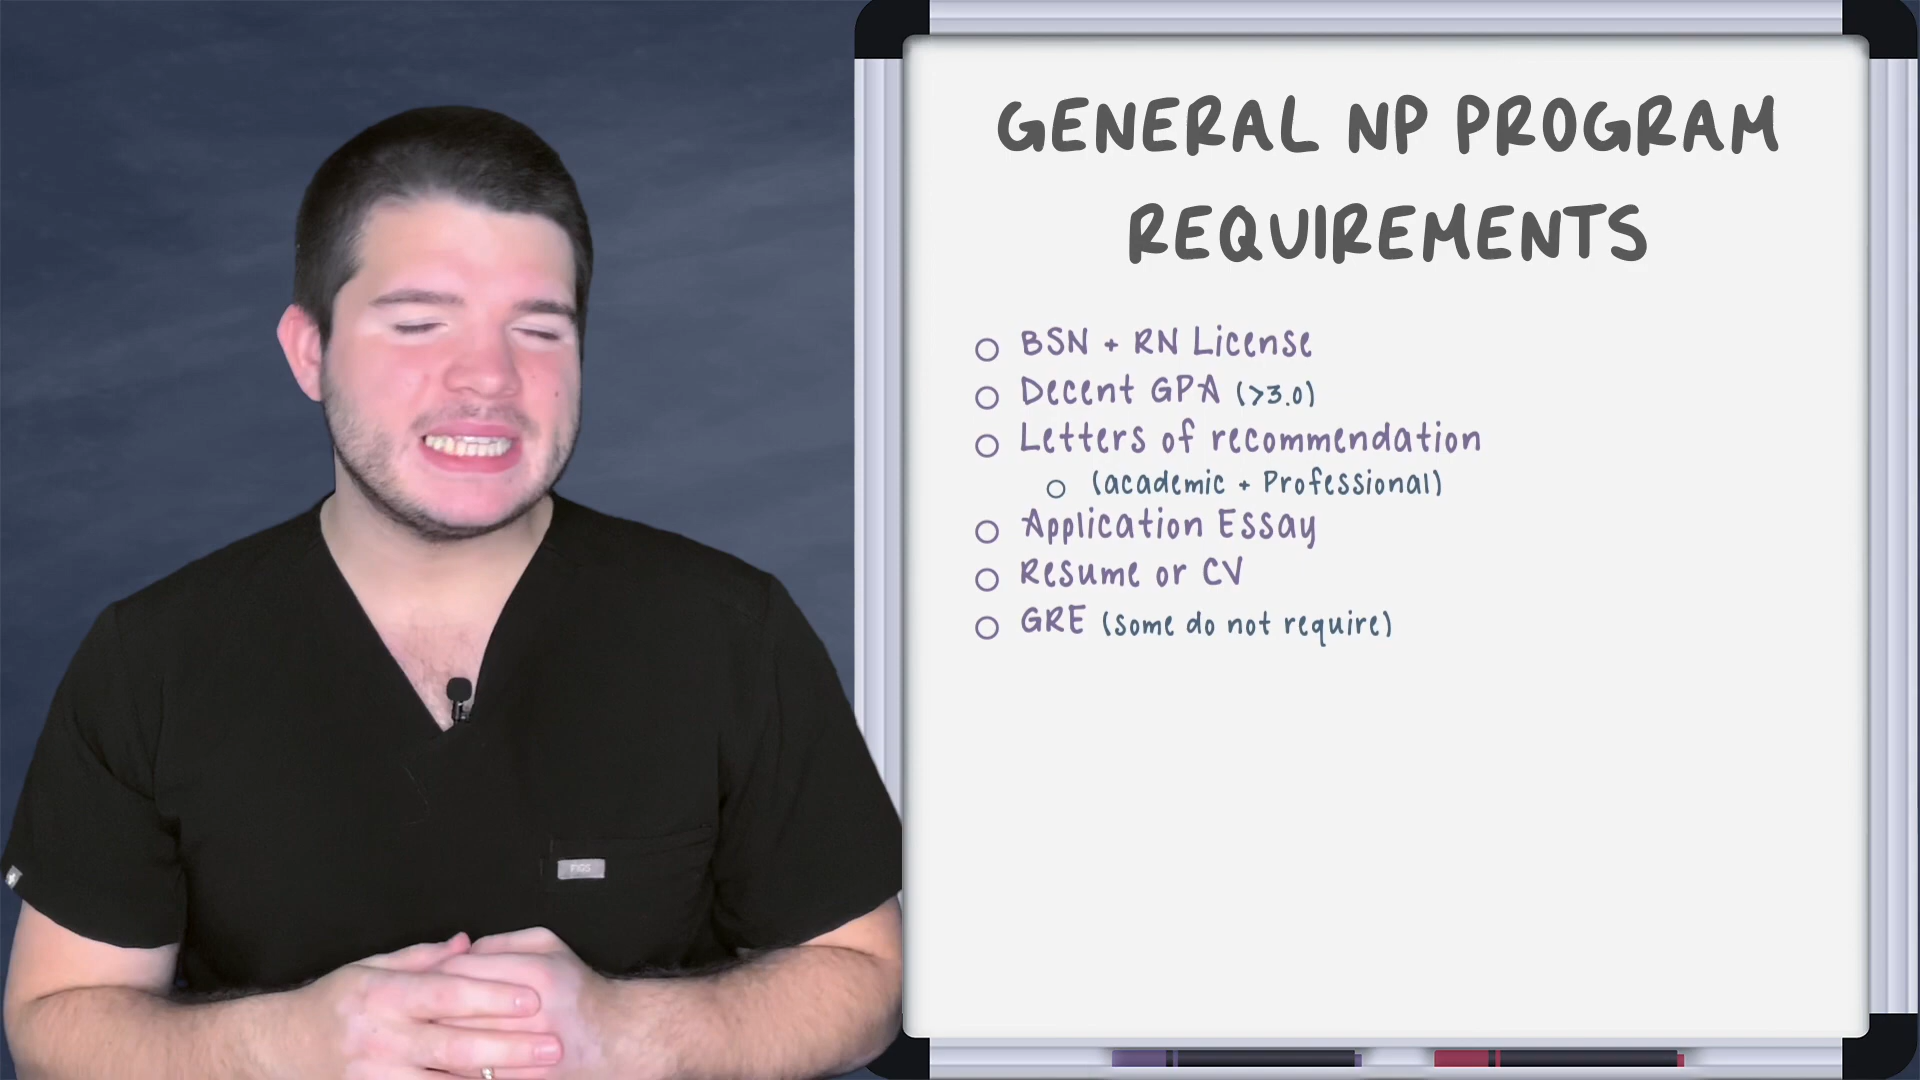 GENERAL NP PROGRAM
REQUIREMENTS
BSN + RN License
Decent GPA (>3.0)
Letters of recommendation
(academic + Professional)
Application Essay
Resume or CV
GRE (Some do not require)
FIGS